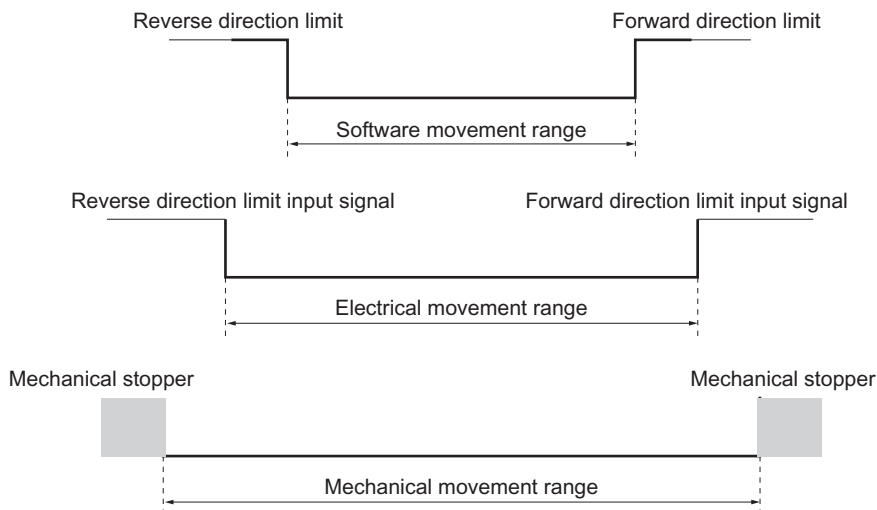 Reverse direction limit
Forward direction limit
Software movement range
Reverse direction limit input signal
Forward direction limit input signal
Electrical movement range
Mechanical stopper
Mechanical stopper
Mechanical movement range